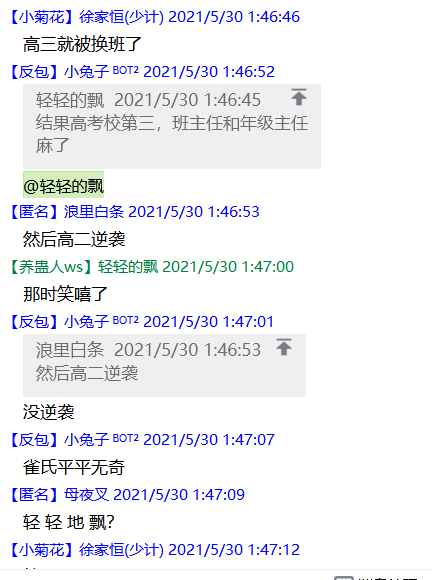 【小菊花】徐家恒(少计) 2021/5/30 1:46:46
高三就被换班了
【反包】小兔子 BOT2 2021/5/30 1:46:52
轻轻的飘 2021/5/30 1:46:45
结果高考校第三，班主任和年级主任
麻了
@轻轻的飘
【匿名】浪里白条 2021/5/30 1:46:53
然后高二逆袭
【养蛊人ws】轻轻的飘 2021/5/30 1:47:00
那时笑嘻了
【反包】小兔子 BOT2 2021/5/30 1:47:01
浪里白条 2021/5/30 1:46:53
然后高二逆袭
没逆袭
【反包】小兔子 BOT2 2021/5/30 1:47:07
雀氏平平无奇
【匿名】母夜叉 2021/5/30 1:47:09
轻 轻 地 飘?
【小菊花】徐家恒(少计) 2021/5/30 1:47:12